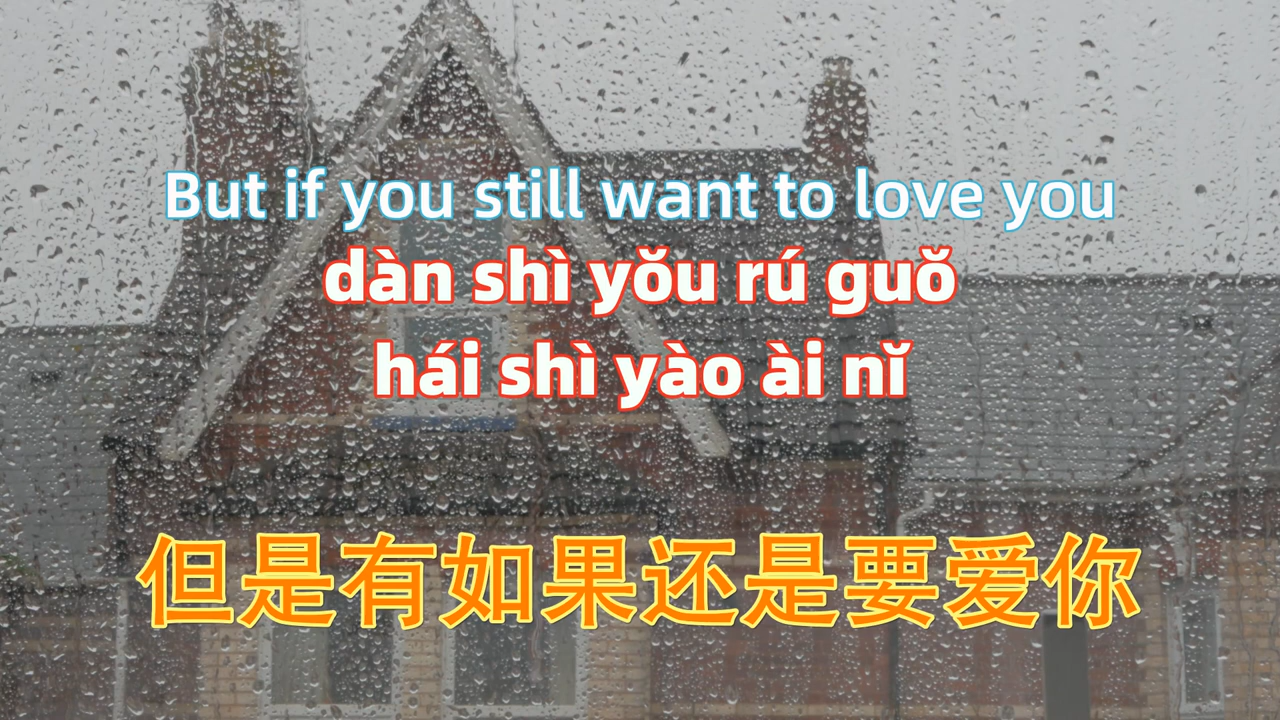 But if you still want to love you
dàn shì yǒu rú guǒ
hái shì yào ài nǐ
但是有如果还是要爱你